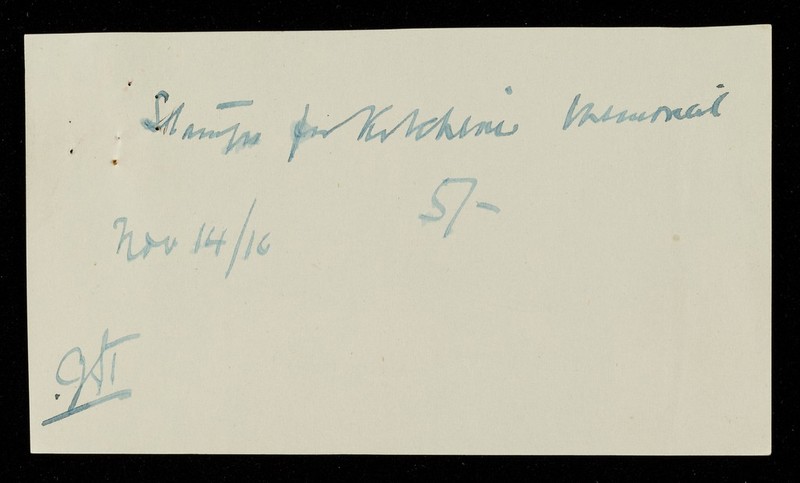 Stamps for Kitchener Memorial
5/-
Nov 14/16